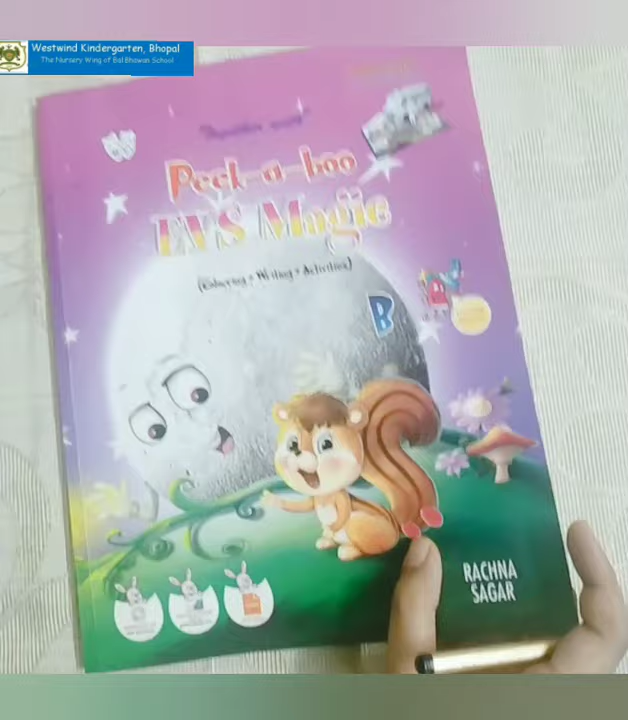 Westwind Kindergarten, Bhopal
The Nursery Wing of Bal Bhawan School
Peek-a-boo
EVS Magic
(Colouring • Writing • Activities)
B
RACHNA
SAGAR